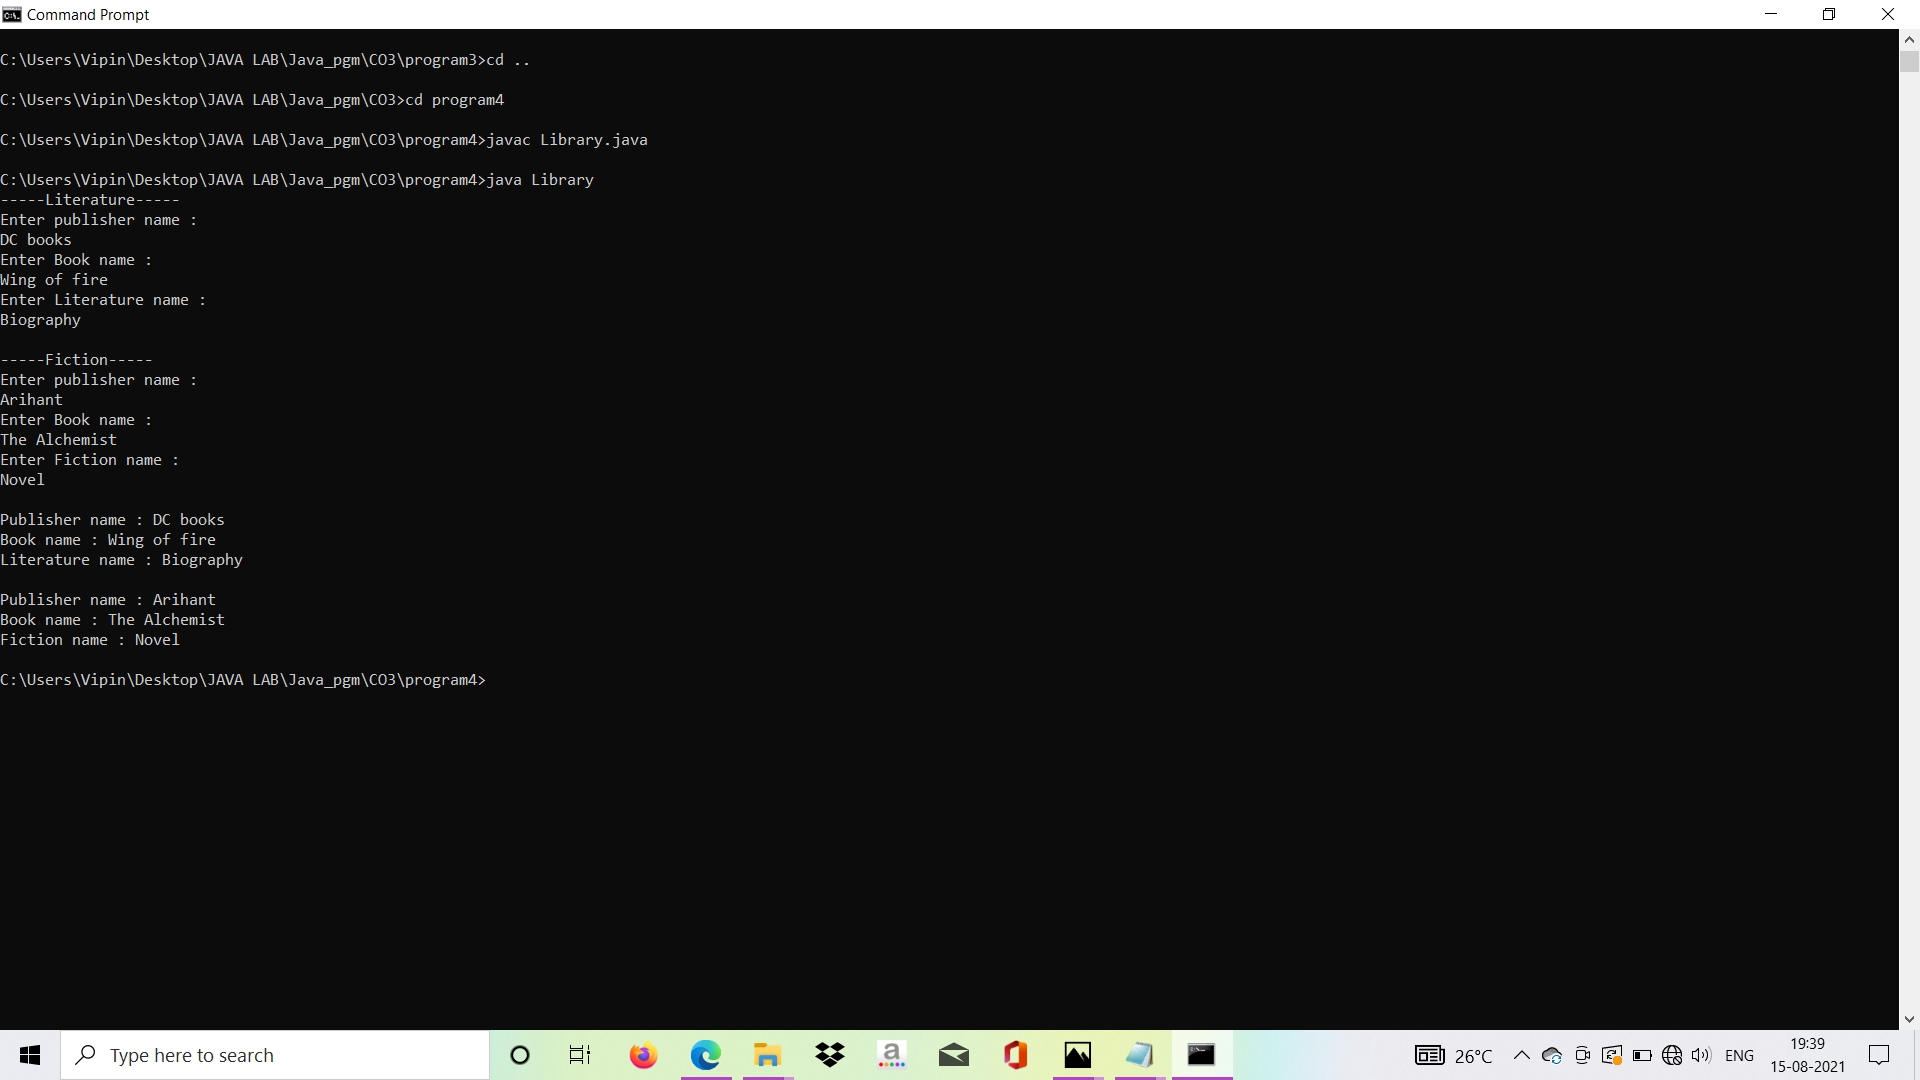 Command Prompt
C:\Users\Vipin\Desktop\JAVA LAB\Java_pgm\CO3\program3>cd ..
C:\Users\Vipin\Desktop\JAVA LAB\Java_pgm\CO3>cd program4
C:\Users\Vipin\Desktop\JAVA LAB\Java_pgm\CO3\program4>javac Library.java
C:\Users\Vipin\Desktop\JAVA LAB\Java_pgm\CO3\program4>java Library
-----Literature-----
Enter publisher name :
DC books
Enter Book name :
Wing of fire
Enter Literature name :
Biography
-----Fiction-----
Enter publisher name :
Arihant
Enter Book name :
The Alchemist
Enter Fiction name :
Novel
Publisher name : DC books
Book name : Wing of fire
Literature name : Biography
Publisher name : Arihant
Book name : The Alchemist
Fiction name : Novel
C:\Users\Vipin\Desktop\JAVA LAB\Java_pgm\CO3\program4>
Type here to search
26°C
ENG
19:39
15-08-2021